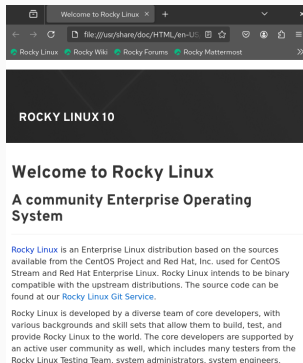 Welcome to Rocky Linux
file:///usr/share/doc/HTML/en-US
Rocky Linux Rocky Wiki Rocky Forums Rocky Mattermost
ROCKY LINUX 10
Welcome to Rocky Linux
A community Enterprise Operating
System
Rocky Linux is an Enterprise Linux distribution based on the sources
available from the CentOS Project and Red Hat, Inc. used for CentOS
Stream and Red Hat Enterprise Linux. Rocky Linux intends to be binary
compatible with the upstream distributions. The source code can be
found at our Rocky Linux Git Service.
Rocky Linux is developed by a diverse team of core developers, with
various backgrounds and skill sets that allow them to build, test, and
provide Rocky Linux to the world. The core developers are supported by
an active user community as well, which includes many testers from the
Rocky Linux Testing Team, system administrators, system engineers,